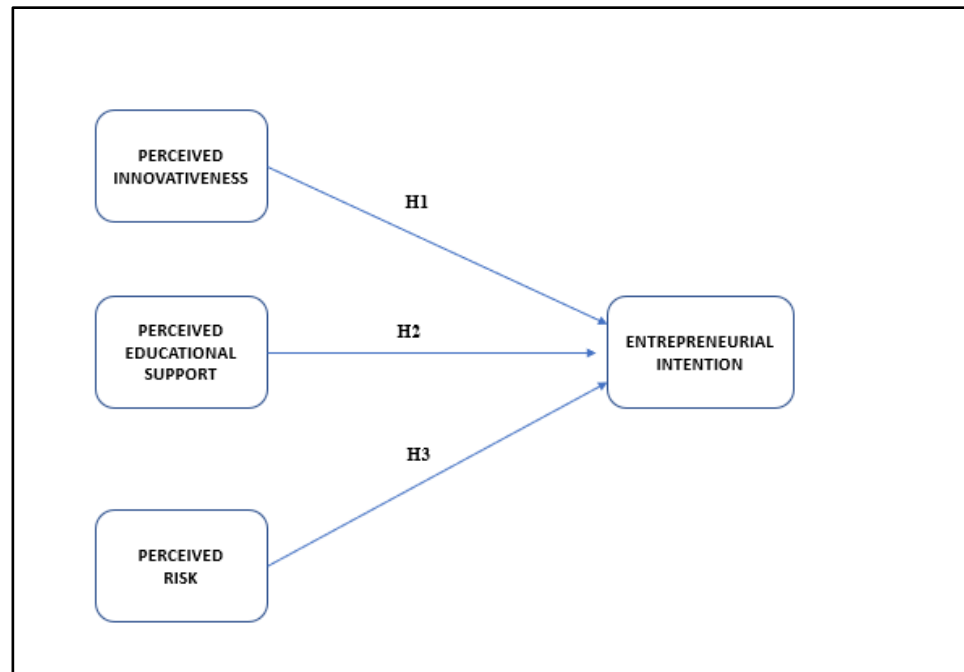 PERCEIVED
INNOVATIVENESS
H1
PERCEIVED
EDUCATIONAL
SUPPORT
H2
ENTREPRENEURIAL
INTENTION
H3
PERCEIVED
RISK